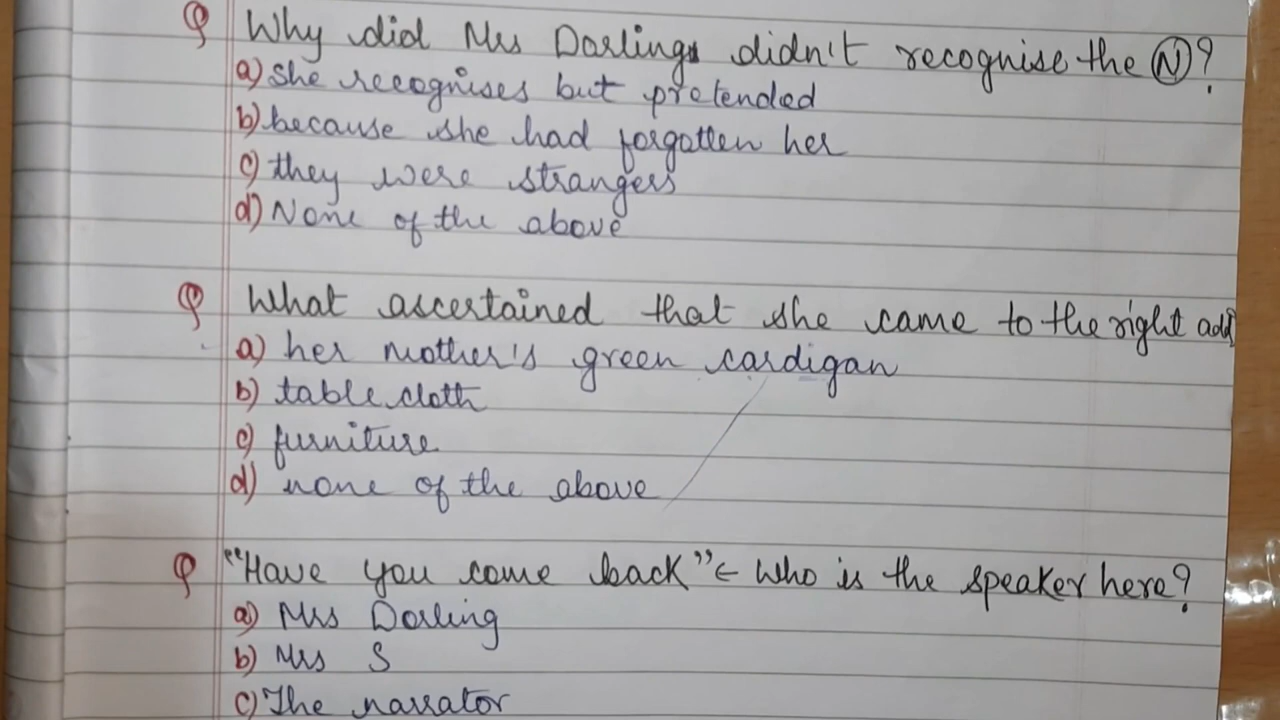 Q Why did Mrs Darlings didn't recognise the N?
a) she recognises but pretended
b) because she had forgotten her
c) they were strangers
d) None of the above
Q What ascertained that she came to the right add
a) her mother's green cardigan
b) table cloth
c) furniture
d) none of the above
Q "Have you come back" ← Who is the speaker here?
a) Mrs Dorling
b) Mrs S
c) The narrator